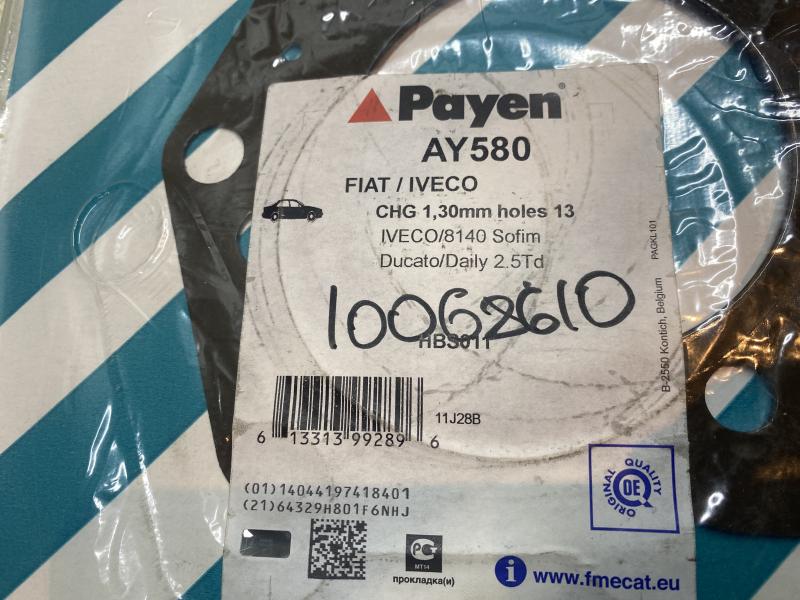 Payen
AY580
FIAT / IVECO
CHG 1,30mm holes 13
IVECO/8140 Sofim
Ducato/Daily 2.5Td
10062610
HBS011
11J28B
6 13313 99289 6
(01)14044197418401
(21)64329H801F6NHJ
B-2550 Kontich, Belgium PAGKL101
ORIGINAL QUALITY
OE
РСТ
МТ14
прокладка(и)
i www.fmecat.eu